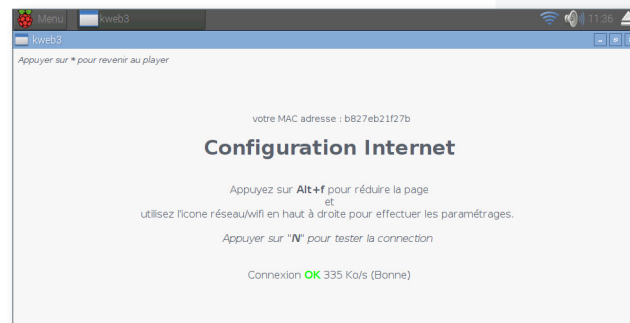 Menu kweb3 11:36
kweb3
Appuyer sur * pour revenir au player
votre MAC adresse : b827eb21f27b
Configuration Internet
Appuyez sur Alt+f pour réduire la page
et
utilisez l'icone réseau/wifi en haut à droite pour effectuer les paramétrages.
Appuyer sur "N" pour tester la connection
Connexion OK 335 Ko/s (Bonne)